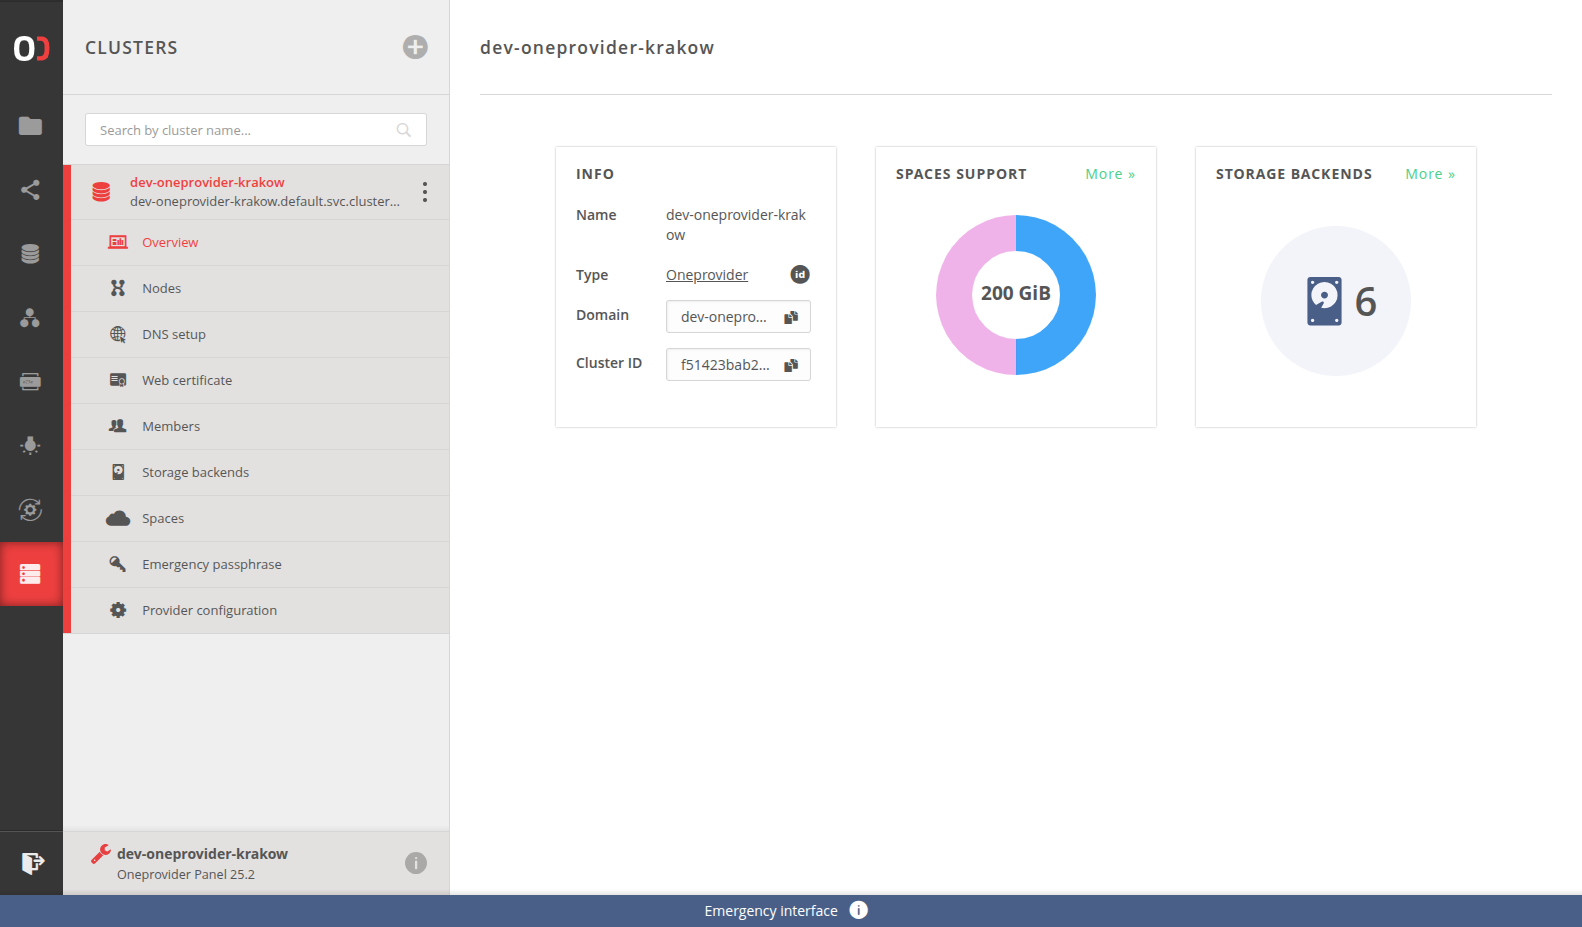 CLUSTERS
dev-oneprovider-krakow
Search by cluster name...
dev-oneprovider-krakow
dev-oneprovider-krakow.default.svc.cluster...
Overview
Nodes
DNS setup
Web certificate
Members
Storage backends
Spaces
Emergency passphrase
Provider configuration
INFO
Name
dev-oneprovider-krak
ow
Type
Oneprovider
id
Domain
dev-onepro...
Cluster ID
f51423bab2...
SPACES SUPPORT
More »
200 GiB
STORAGE BACKENDS
More »
6
dev-oneprovider-krakow
Oneprovider Panel 25.2
i
Emergency interface
i